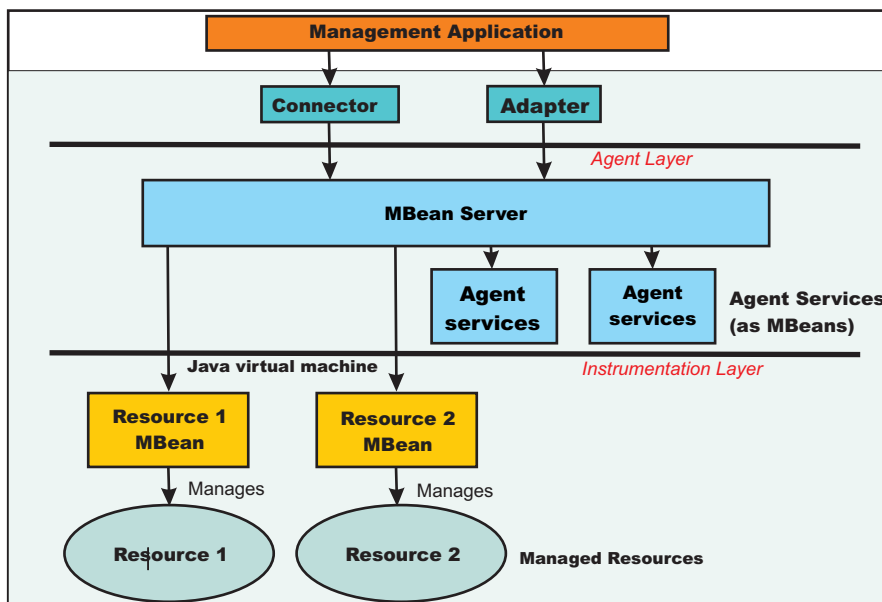 Management Application
Connector
Adapter
Agent Layer
MBean Server
Agent
services
Agent
services
Agent Services
(as MBeans)
Java virtual machine
Instrumentation Layer
Resource 1
MBean
Resource 2
MBean
Manages
Manages
Resource 1
Resource 2
Managed Resources